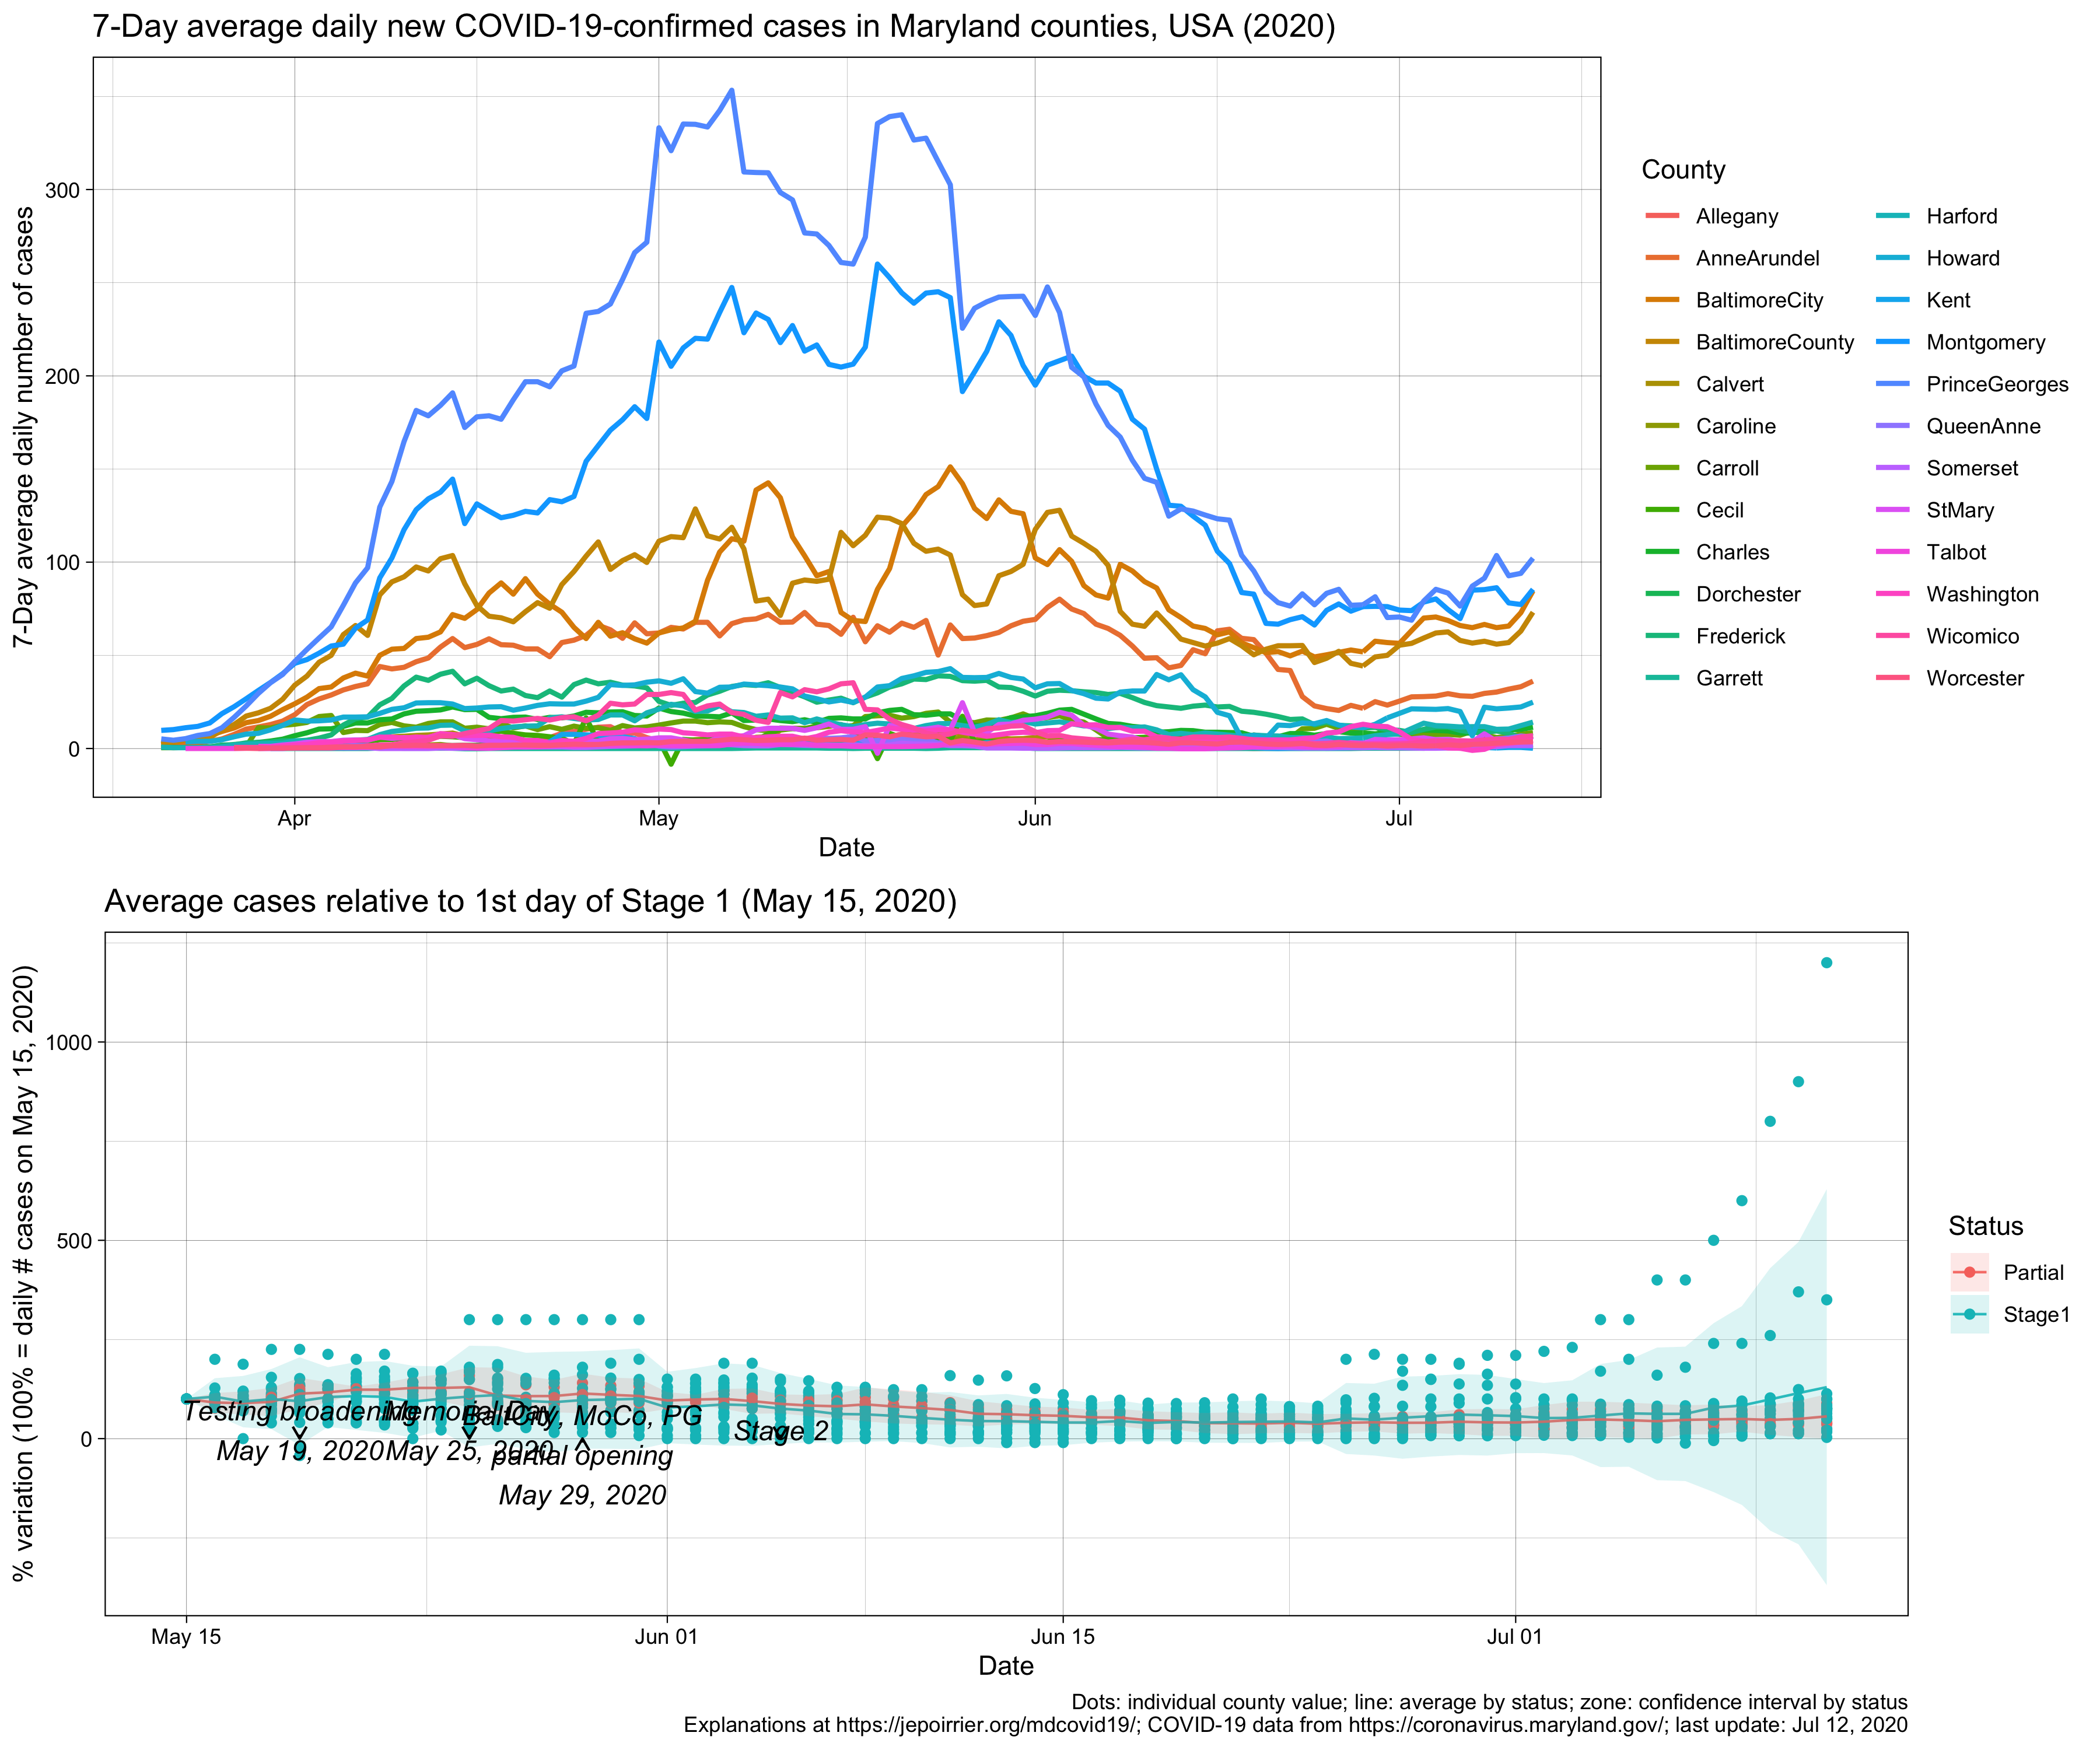 7-Day average daily new COVID-19-confirmed cases in Maryland counties, USA (2020)
7-Day average daily number of cases
300
200
100
0
Apr
May
Jun
Jul
Date
County
Allegany
AnneArundel
BaltimoreCity
BaltimoreCounty
Calvert
Caroline
Carroll
Cecil
Charles
Dorchester
Frederick
Garrett
Harford
Howard
Kent
Montgomery
PrinceGeorges
QueenAnne
Somerset
StMary
Talbot
Washington
Wicomico
Worcester
Average cases relative to 1st day of Stage 1 (May 15, 2020)
% variation (100% = daily # cases on May 15, 2020)
1000
500
0
Testing broadening
May 19, 2020
Memorial Day
May 25, 2020
BaltCity, MoCo, PG
partial opening
May 29, 2020
Stage 2
May 15
Jun 01
Jun 15
Jul 01
Date
Status
Partial
Stage1
Dots: individual county value; line: average by status; zone: confidence interval by status
Explanations at https://jepoirrier.org/mdcovid19/; COVID-19 data from https://coronavirus.maryland.gov/; last update: Jul 12, 2020